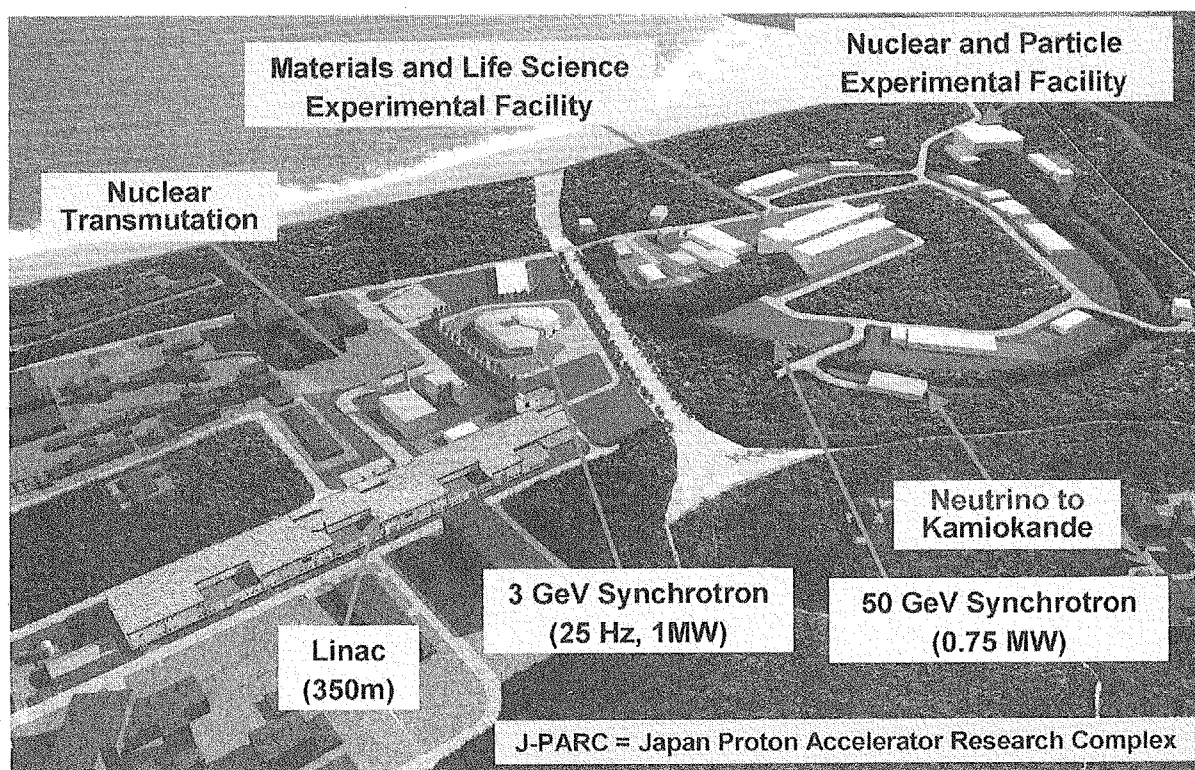 Materials and Life Science
Experimental Facility
Nuclear and Particle
Experimental Facility
Nuclear
Transmutation
Neutrino to
Kamiokande
3 GeV Synchrotron
(25 Hz, 1MW)
50 GeV Synchrotron
(0.75 MW)
Linac
(350m)
J-PARC = Japan Proton Accelerator Research Complex